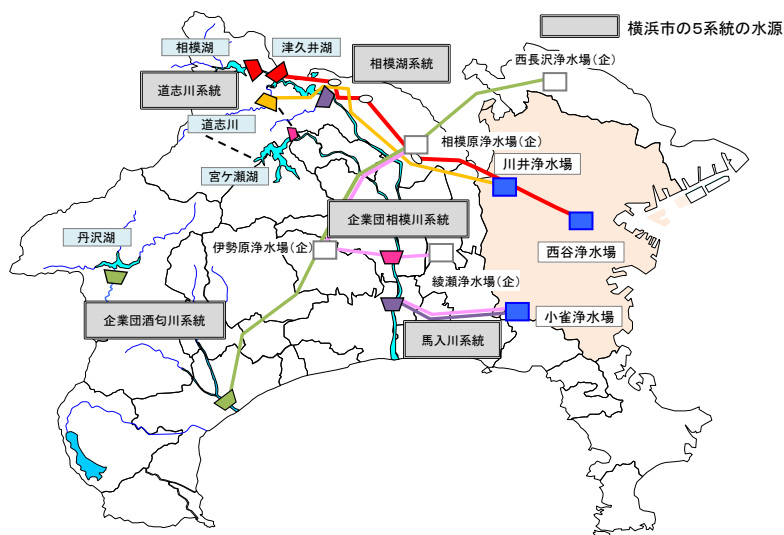 横浜市の5系統の水源
相模湖
津久井湖
相模湖系統
西長沢浄水場(企)
道志川系統
道志川
相模原浄水場(企)
川井浄水場
宮ケ瀬湖
企業団相模川系統
丹沢湖
伊勢原浄水場(企)
西谷浄水場
綾瀬浄水場(企)
企業団酒匂川系統
小雀浄水場
馬入川系統